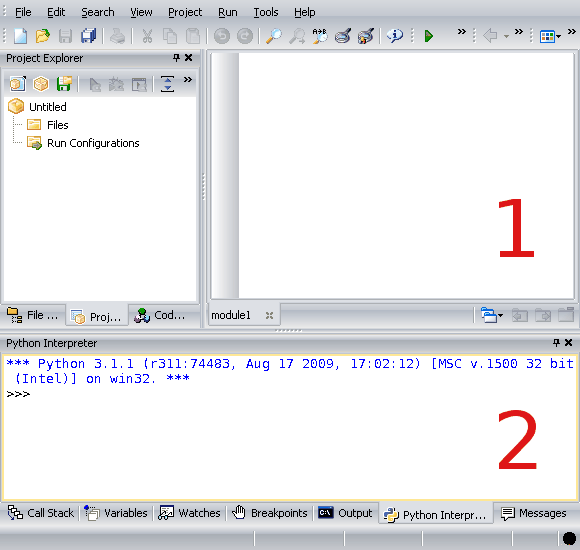 File Edit Search View Project Run Tools Help
Project Explorer
Untitled
Files
Run Configurations
1
File ... Proj... Cod...
module1
Python Interpreter
*** Python 3.1.1 (r311:74483, Aug 17 2009, 17:02:12) [MSC v.1500 32 bit
(Intel)] on win32. ***
>>>
2
Call Stack Variables Watches Breakpoints Output Python Interpr... Messages